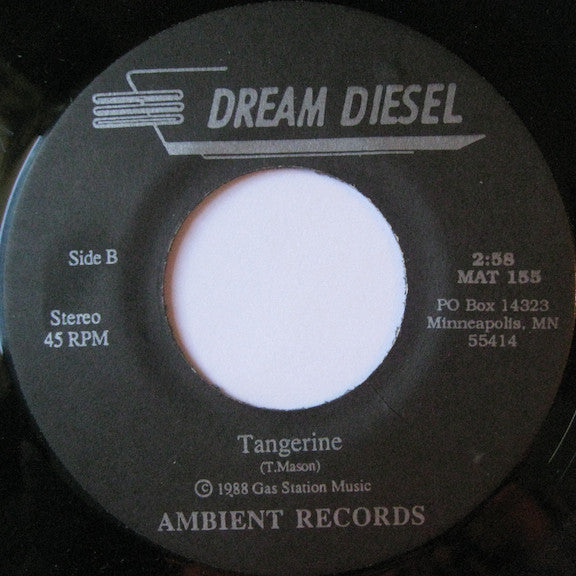 DREAM DIESEL
Side B
Stereo
45 RPM
2:58
MAT 155
PO Box 14323
Minneapolis, MN
55414
Tangerine
(T.Mason)
© 1988 Gas Station Music
AMBIENT RECORDS